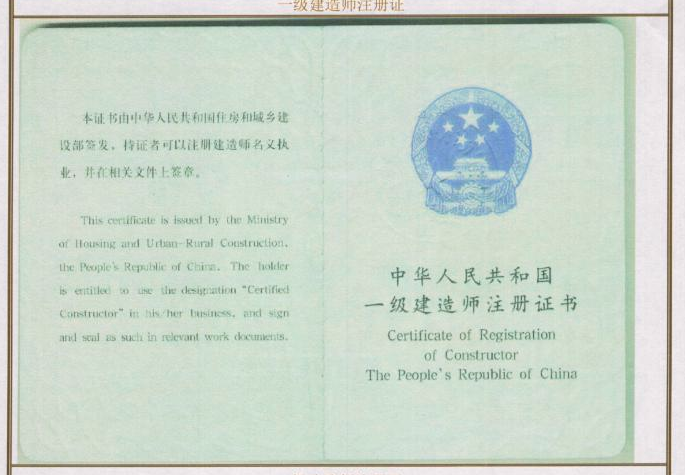 一级建造师注册证
本证书由中华人民共和国住房和城乡建
设部签发，持证者可以注册建造师名义执
业，并在相关文件上签章。
This certificate is issued by the Ministry
of Housing and Urban-Rural Construction,
the People's Republic of China. The holder
is entitled to use the designation "Certified
Constructor" in his/her business, and sign
and seal as such in relevant work documents.
中华人民共和国
一级建造师注册证书
Certificate of Registration
of Constructor
The People's Republic of China